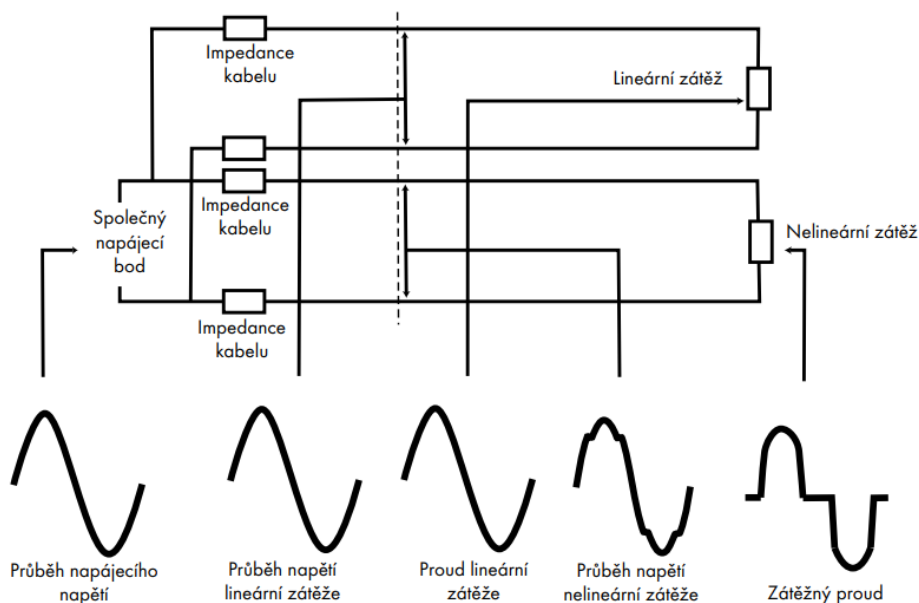 Impedance
kabelu
Lineární zátěž
Impedance
kabelu
Společný
napájecí
bod
Nelineární zátěž
Impedance
kabelu
Průběh napájecího
napětí
Průběh napětí
lineární zátěže
Proud lineární
zátěže
Průběh napětí
nelineární zátěže
Zátěžný proud